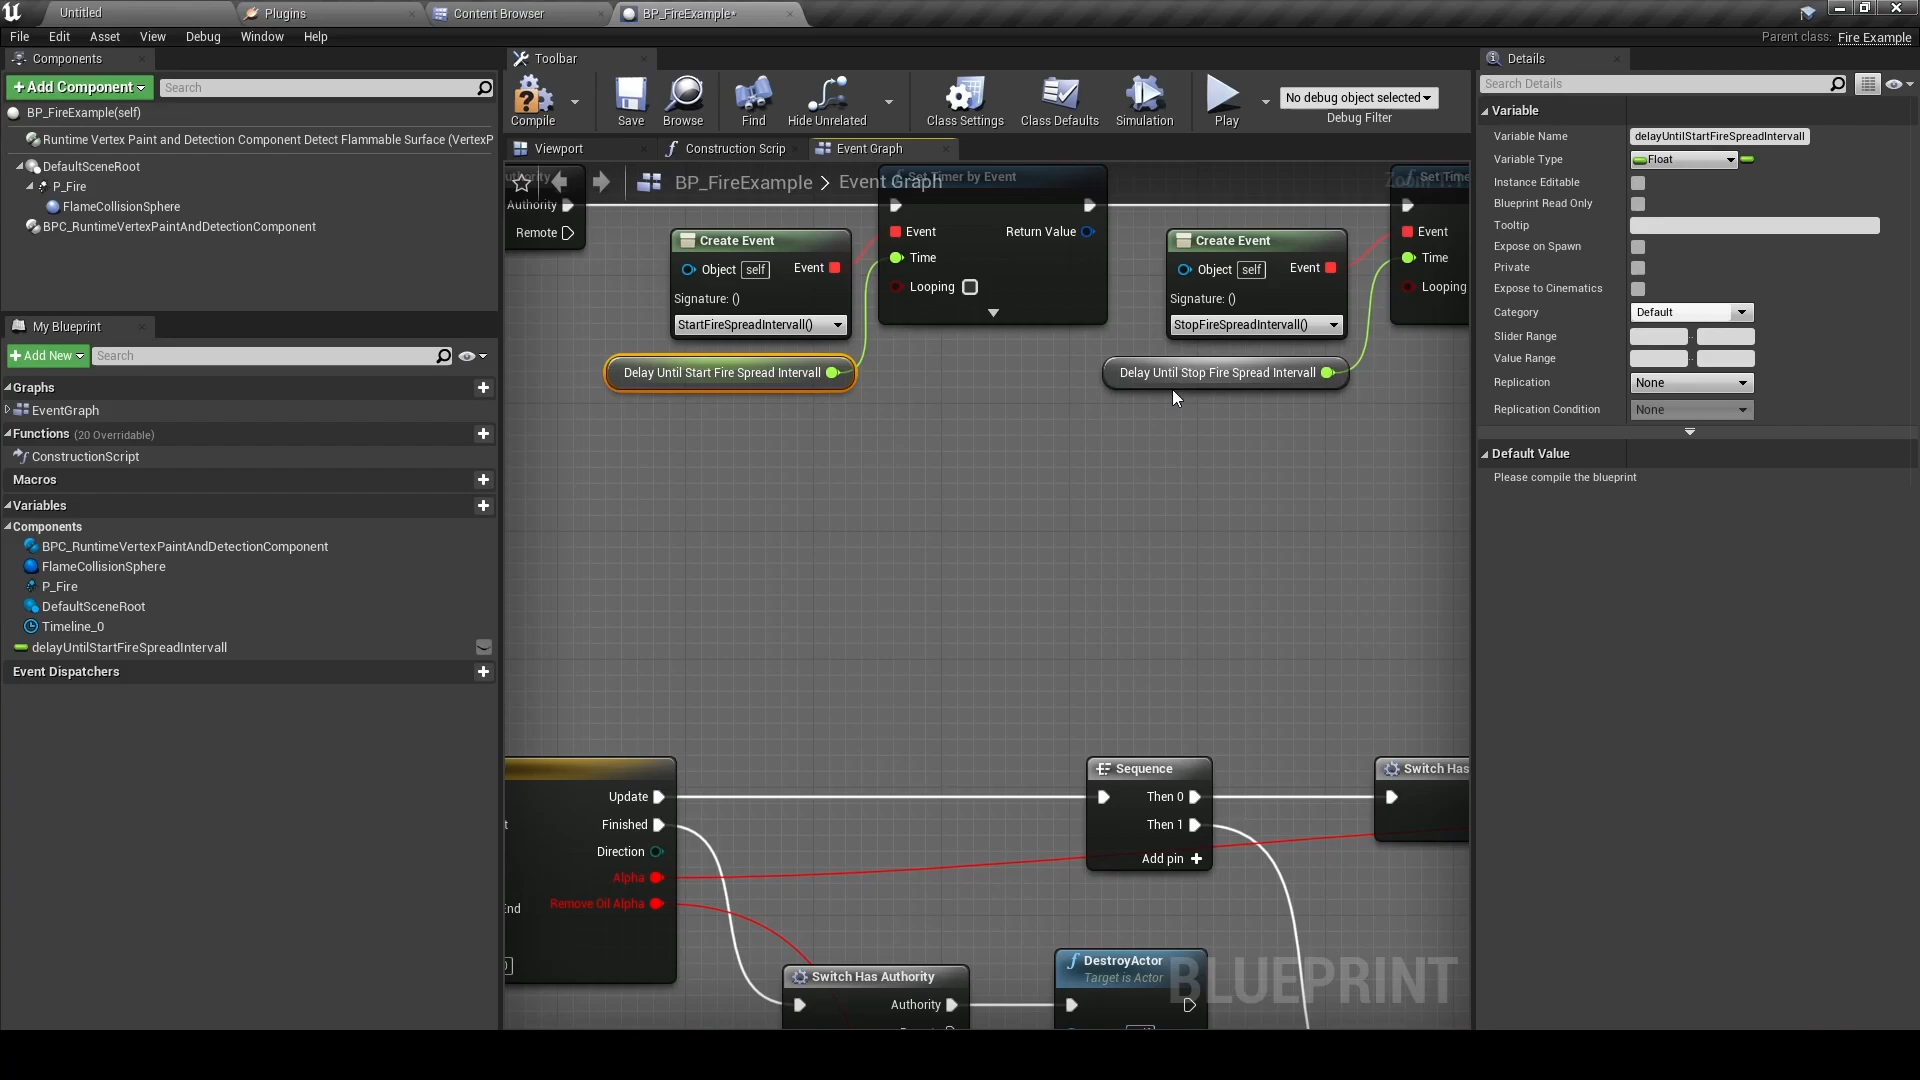 Untitled
Plugins
Content Browser
BP_FireExample*
File Edit Asset View Debug Window Help
Parent class: Fire Example
Components
+Add Component
Search
BP_FireExample(self)
Runtime Vertex Paint and Detection Component Detect Flammable Surface (VertexP
DefaultSceneRoot
P_Fire
FlameCollisionSphere
BPC_RuntimeVertexPaintAndDetectionComponent
My Blueprint
+Add New
Search
Graphs
EventGraph
Functions (20 Overridable)
ConstructionScript
Macros
Variables
Components
BPC_RuntimeVertexPaintAndDetectionComponent
FlameCollisionSphere
P_Fire
DefaultSceneRoot
Timeline_0
delayUntilStartFireSpreadIntervall
Event Dispatchers
Toolbar
Compile
Save
Browse
Find
Hide Unrelated
Class Settings
Class Defaults
Simulation
Play
No debug object selected
Debug Filter
Viewport
Construction Scrip
Event Graph
BP_FireExample > Event Graph
Authority
Remote
Create Event
Object self
Event
Signature: ()
StartFireSpreadIntervall()
Delay Until Start Fire Spread Intervall
Set Timer by Event
Event
Return Value
Time
Looping
Create Event
Object self
Event
Signature: ()
StopFireSpreadIntervall()
Delay Until Stop Fire Spread Intervall
Set Time
Event
Time
Looping
Update
Finished
Direction
Alpha
Remove Oil Alpha
End
Sequence
Then 0
Then 1
Add pin +
Switch Has
Switch Has Authority
Authority
DestroyActor
Target is Actor
BLUEPRINT
Details
Search Details
Variable
Variable Name delayUntilStartFireSpreadIntervall
Variable Type Float
Instance Editable
Blueprint Read Only
Tooltip
Expose on Spawn
Private
Expose to Cinematics
Category Default
Slider Range
Value Range
Replication None
Replication Condition None
Default Value
Please compile the blueprint